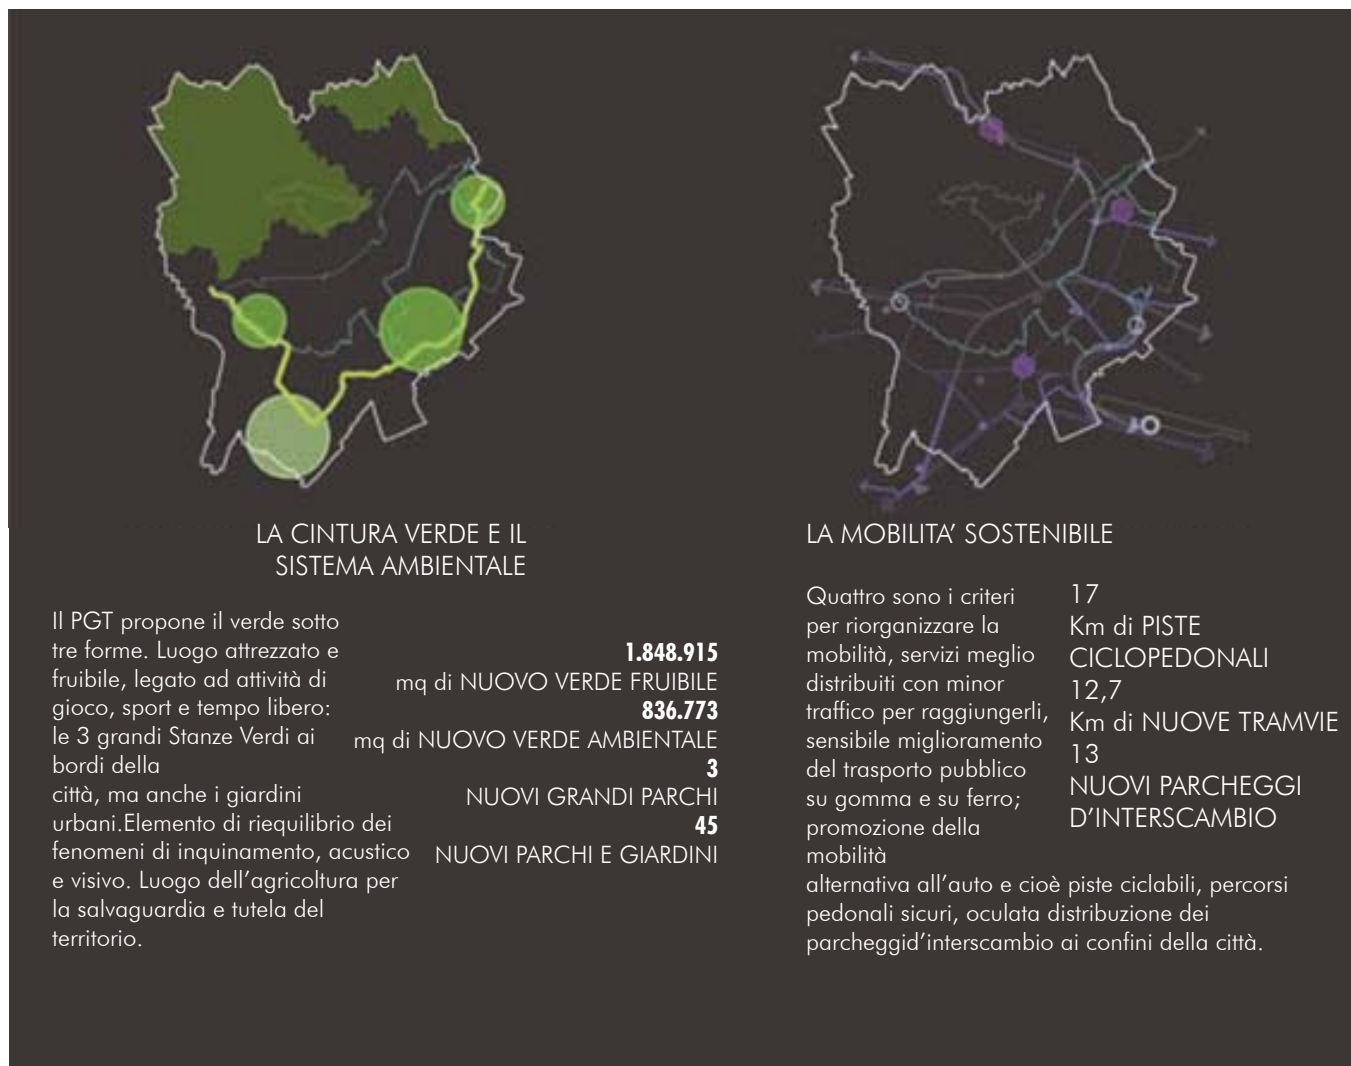 LA CINTURA VERDE E IL
SISTEMA AMBIENTALE
Il PGT propone il verde sotto
tre forme. Luogo attrezzato e
fruibile, legato ad attività di
gioco, sport e tempo libero:
le 3 grandi Stanze Verdi ai
bordi della
città, ma anche i giardini
urbani.Elemento di riequilibrio dei
fenomeni di inquinamento, acustico
e visivo. Luogo dell’agricoltura per
la salvaguardia e tutela del
territorio.
1.848.915
mq di NUOVO VERDE FRUIBILE
836.773
mq di NUOVO VERDE AMBIENTALE
3
NUOVI GRANDI PARCHI
45
NUOVI PARCHI E GIARDINI
LA MOBILITA’ SOSTENIBILE
Quattro sono i criteri
per riorganizzare la
mobilità, servizi meglio
distribuiti con minor
traffico per raggiungerli,
sensibile miglioramento
del trasporto pubblico
su gomma e su ferro;
promozione della
mobilità
alternativa all’auto e cioè piste ciclabili, percorsi
pedonali sicuri, oculata distribuzione dei
parcheggid’interscambio ai confini della città.
17
Km di PISTE
CICLOPEDONALI
12,7
Km di NUOVE TRAMVIE
13
NUOVI PARCHEGGI
D’INTERSCAMBIO